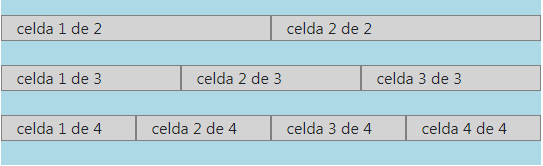 celda 1 de 2 celda 2 de 2
celda 1 de 3 celda 2 de 3 celda 3 de 3
celda 1 de 4 celda 2 de 4 celda 3 de 4 celda 4 de 4